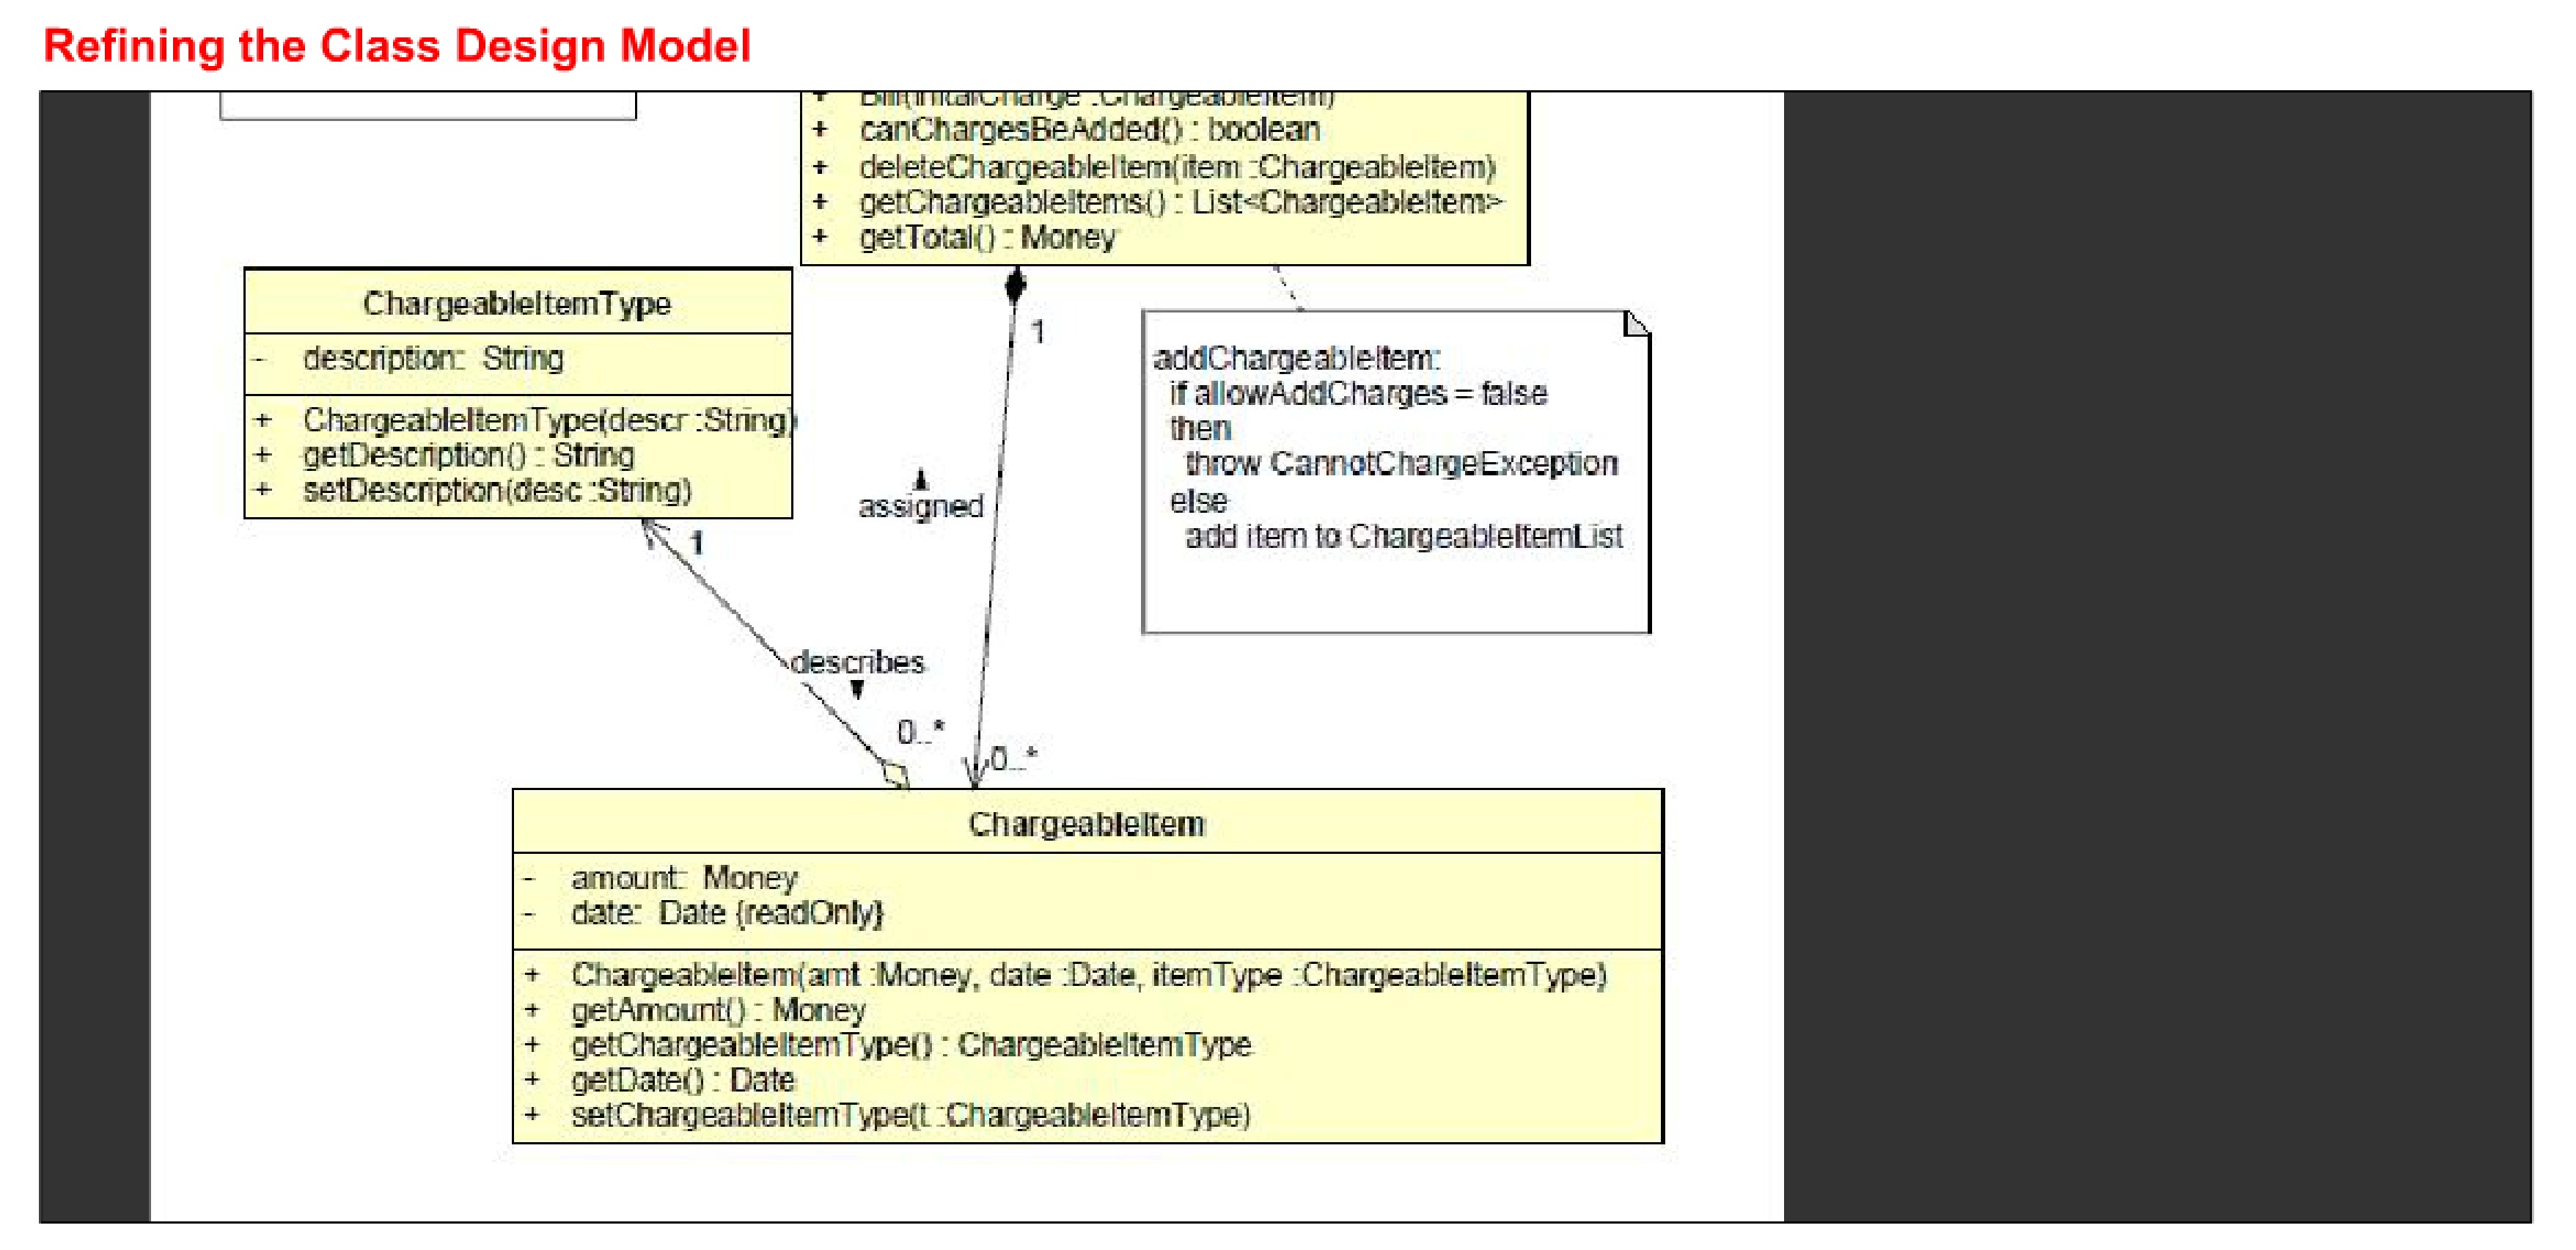 Refining the Class Design Model
+ Bill(initalCharge :ChargeableItem)
+ canChargesBeAdded() : boolean
+ deleteChargeableItem(item :ChargeableItem)
+ getChargeableItems() : List<ChargeableItem>
+ getTotal() : Money
ChargeableItemType
- description: String
+ ChargeableItemType(descr :String)
+ getDescription() : String
+ setDescription(desc :String)
1
addChargeableItem:
if allowAddCharges = false
then
throw CannotChargeException
else
add item to ChargeableItemList
assigned
1
describes
0..*
0..*
ChargeableItem
- amount: Money
- date: Date {readOnly}
+ ChargeableItem(amt :Money, date :Date, itemType :ChargeableItemType)
+ getAmount() : Money
+ getChargeableItemType() : ChargeableItemType
+ getDate() : Date
+ setChargeableItemType(t :ChargeableItemType)